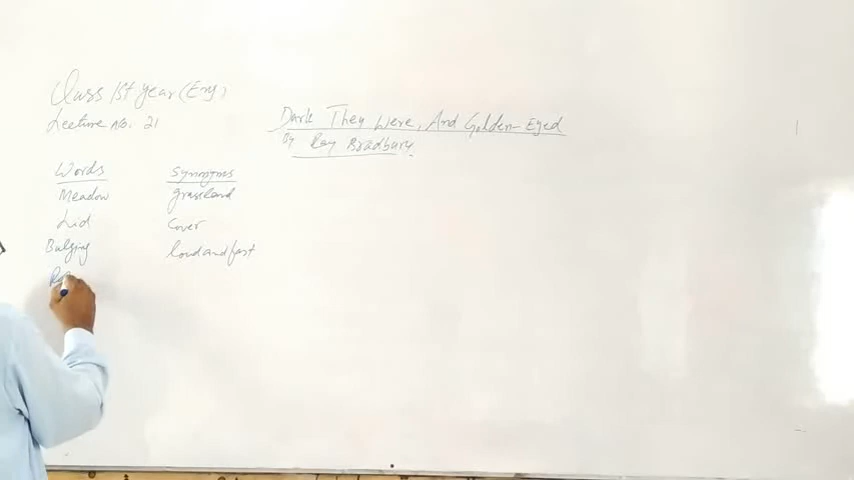 Class 1st year (Eng)
Lecture No. 21
Dark They Were, And Golden-Eyed
By Ray Bradbury.
Words Synonyms
Meadow grassland
Lid Cover
Bulging loud and fast